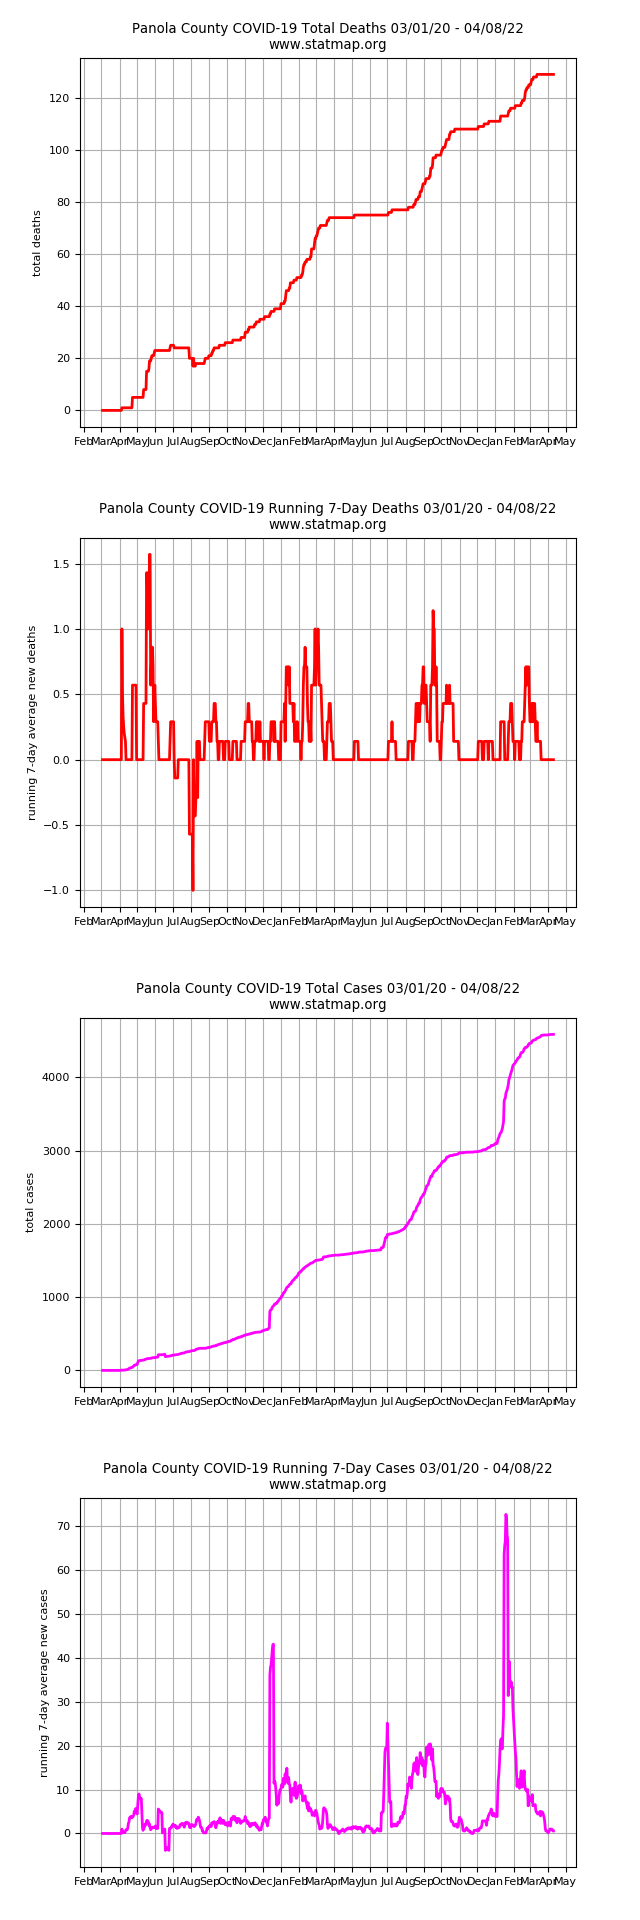 Panola County COVID-19 Total Deaths 03/01/20 - 04/08/22
www.statmap.org
120
100
80
60
40
20
0
total deaths
Feb Mar Apr May Jun Jul Aug Sep Oct Nov Dec Jan Feb Mar Apr May Jun Jul Aug Sep Oct Nov Dec Jan Feb Mar Apr May
Panola County COVID-19 Running 7-Day Deaths 03/01/20 - 04/08/22
www.statmap.org
1.5
1.0
0.5
0.0
−0.5
−1.0
running 7-day average new deaths
Feb Mar Apr May Jun Jul Aug Sep Oct Nov Dec Jan Feb Mar Apr May Jun Jul Aug Sep Oct Nov Dec Jan Feb Mar Apr May
Panola County COVID-19 Total Cases 03/01/20 - 04/08/22
www.statmap.org
4000
3000
2000
1000
0
total cases
Feb Mar Apr May Jun Jul Aug Sep Oct Nov Dec Jan Feb Mar Apr May Jun Jul Aug Sep Oct Nov Dec Jan Feb Mar Apr May
Panola County COVID-19 Running 7-Day Cases 03/01/20 - 04/08/22
www.statmap.org
70
60
50
40
30
20
10
0
running 7-day average new cases
Feb Mar Apr May Jun Jul Aug Sep Oct Nov Dec Jan Feb Mar Apr May Jun Jul Aug Sep Oct Nov Dec Jan Feb Mar Apr May